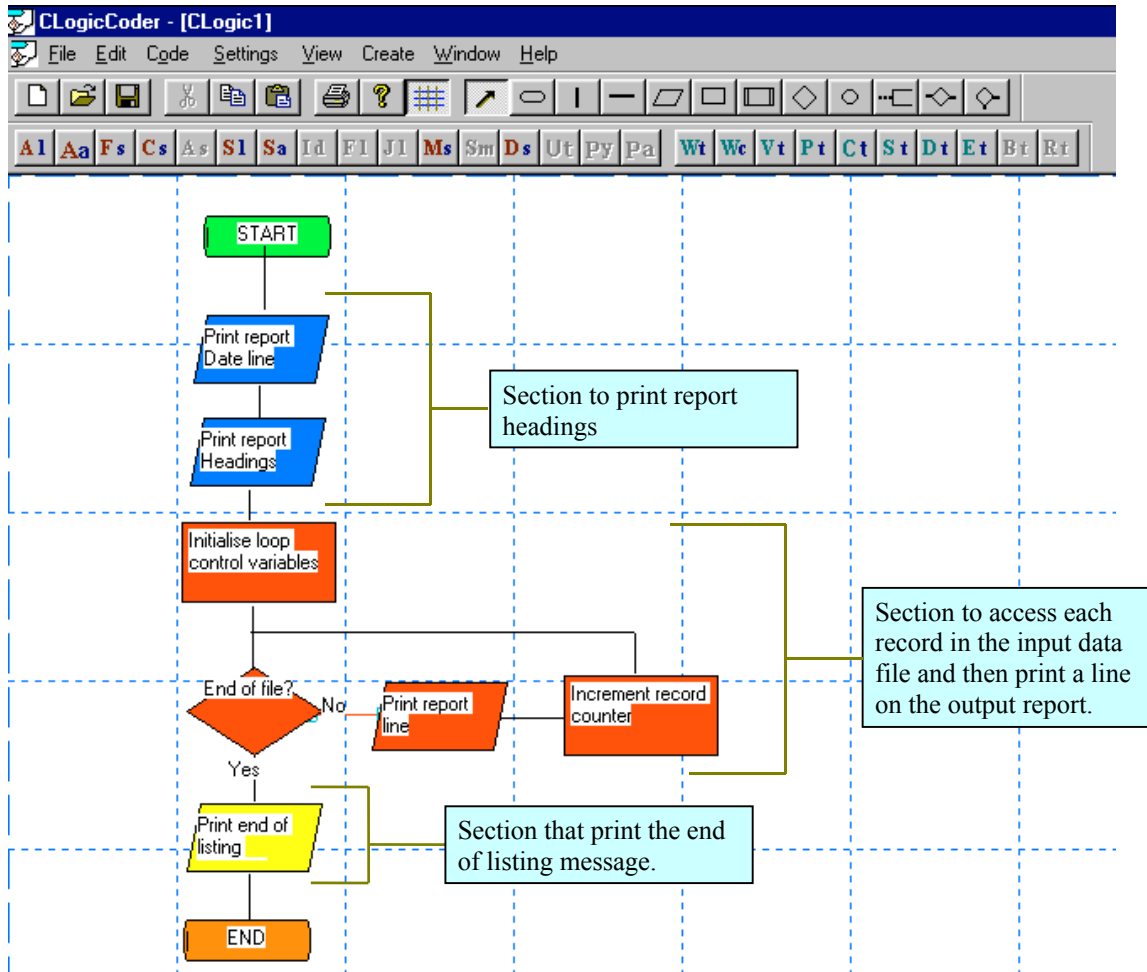 CLogicCoder - [CLogic1]
File Edit Code Settings View Create Window Help
Al Aa Fs Cs As Sl Sa Id Fl Jl Ms Sm Ds Ut Py Pa Wt Wc Vt Pt Ct St Dt Et Bt Rt
START
Print report
Date line
Section to print report
headings
Print report
Headings
Initialise loop
control variables
Section to access each
record in the input data
file and then print a line
on the output report.
End of file?
No
Print report
line
Increment record
counter
Yes
Print end of
listing
Section that print the end
of listing message.
END